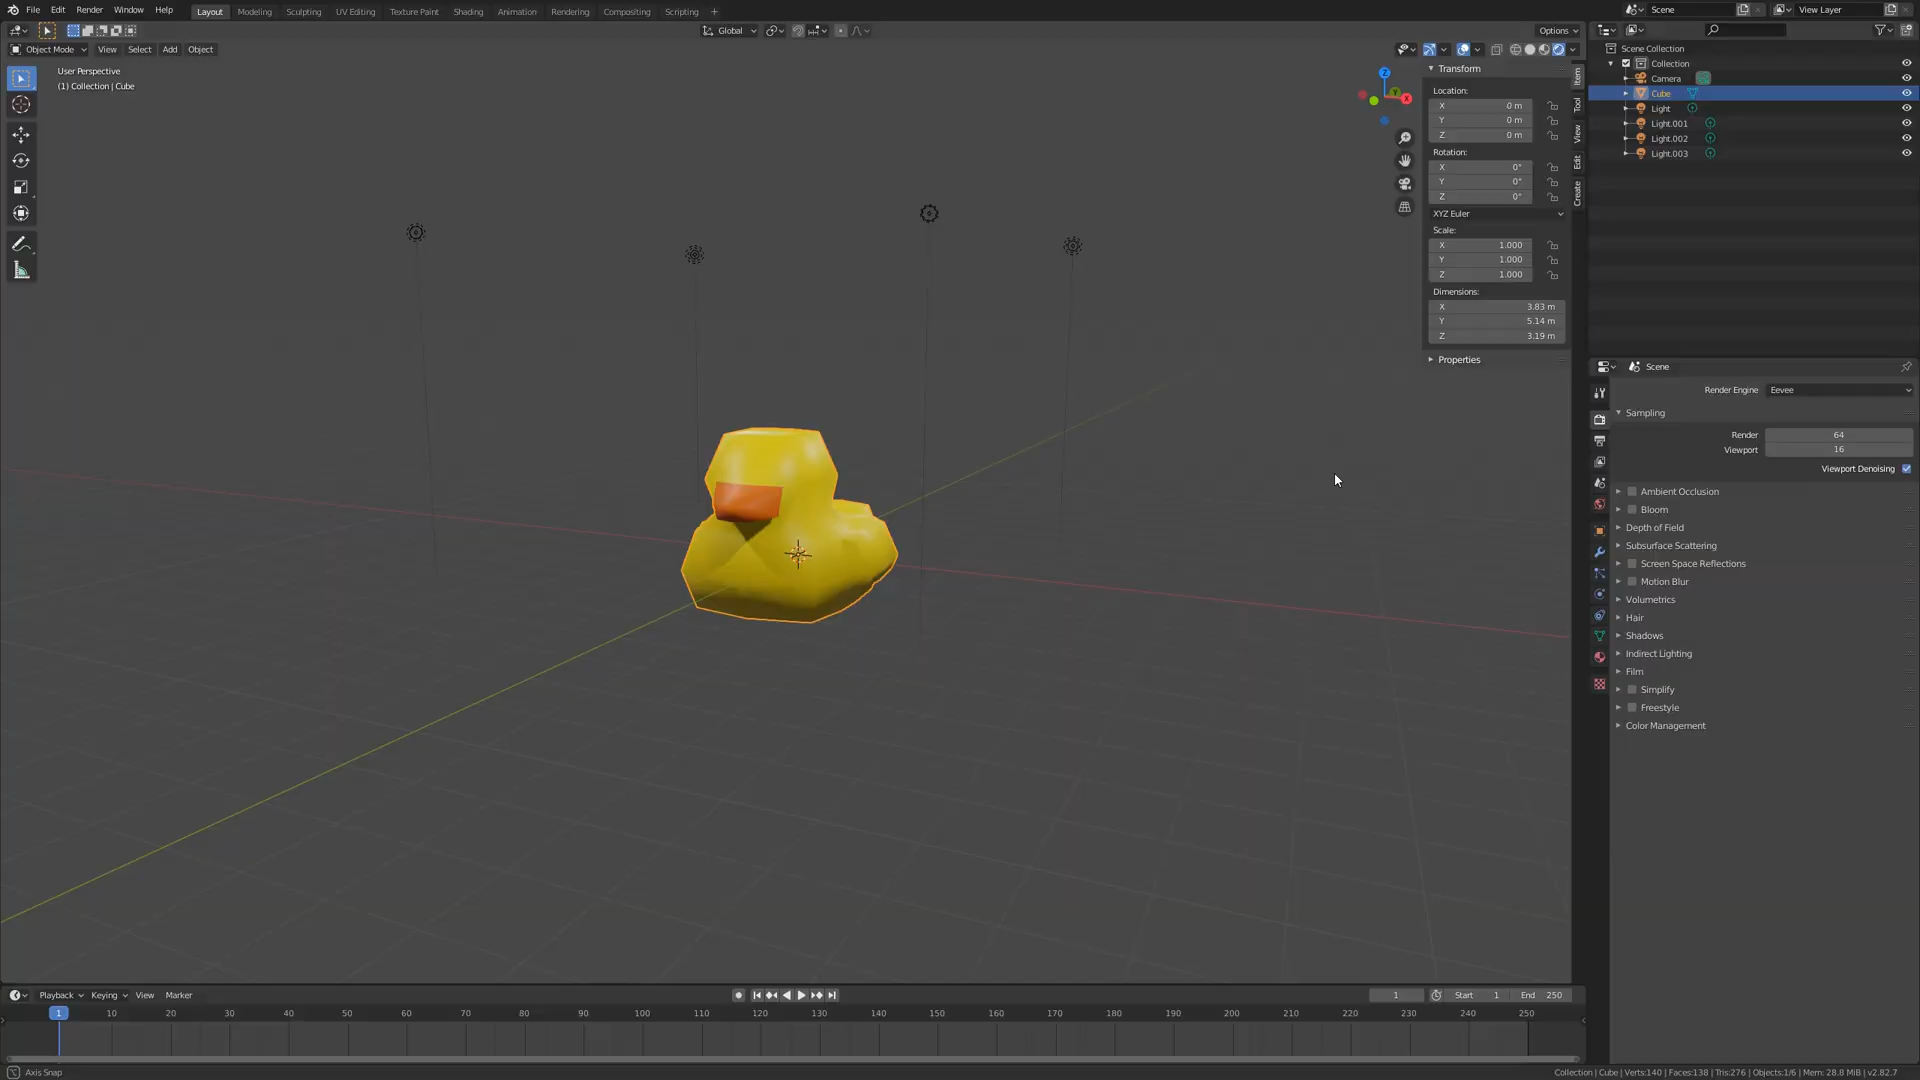 File Edit Render Window Help Layout Modeling Sculpting UV Editing Texture Paint Shading Animation Rendering Compositing Scripting + Scene View Layer
Global Options
Object Mode View Select Add Object
User Perspective
(1) Collection | Cube
Z
Y
X
Transform
Location:
X 0 m
Y 0 m
Z 0 m
Rotation:
X 0°
Y 0°
Z 0°
XYZ Euler
Scale:
X 1.000
Y 1.000
Z 1.000
Dimensions:
X 3.83 m
Y 5.14 m
Z 3.19 m
Properties
Item
Tool
View
Edit
Create
Scene Collection
Collection
Camera
Cube
Light
Light.001
Light.002
Light.003
Scene
Render Engine Eevee
Sampling
Render 64
Viewport 16
Viewport Denoising
Ambient Occlusion
Bloom
Depth of Field
Subsurface Scattering
Screen Space Reflections
Motion Blur
Volumetrics
Hair
Shadows
Indirect Lighting
Film
Simplify
Freestyle
Color Management
Playback Keying View Marker 1 Start 1 End 250
1 10 20 30 40 50 60 70 80 90 100 110 120 130 140 150 160 170 180 190 200 210 220 230 240 250
Axis Snap
Collection | Cube | Verts:140 | Faces:138 | Tris:276 | Objects:1/6 | Mem: 28.8 MiB | v2.82.7